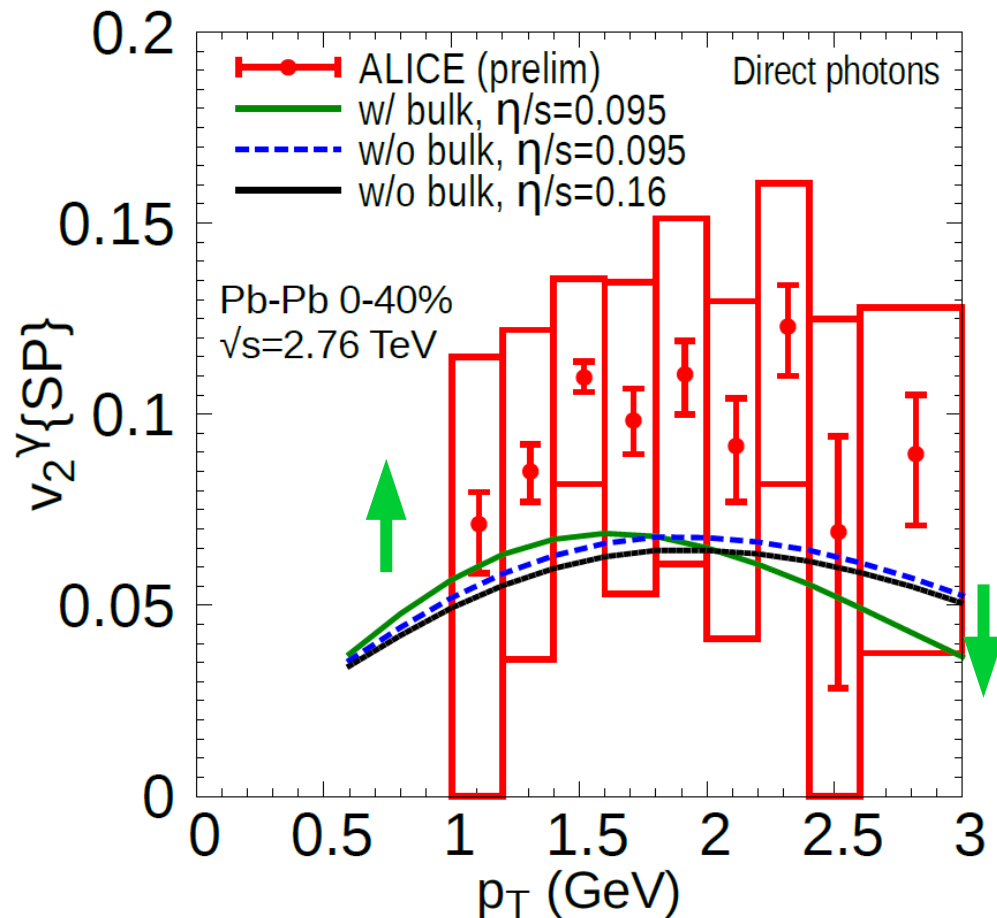 0.2
0.15
0.1
0.05
0
v₂ᵞ{SP}
ALICE (prelim)
w/ bulk, η/s=0.095
w/o bulk, η/s=0.095
w/o bulk, η/s=0.16
Direct photons
Pb-Pb 0-40%
√s=2.76 TeV
0 0.5 1 1.5 2 2.5 3
p_T (GeV)